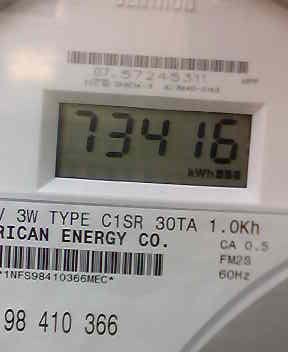 73416
kWh
V 3W TYPE C1SR 30TA 1.0Kh
RICAN ENERGY CO.
CA 0.5
FM2S
60Hz
*1NFS98410366MEC*
98 410 366